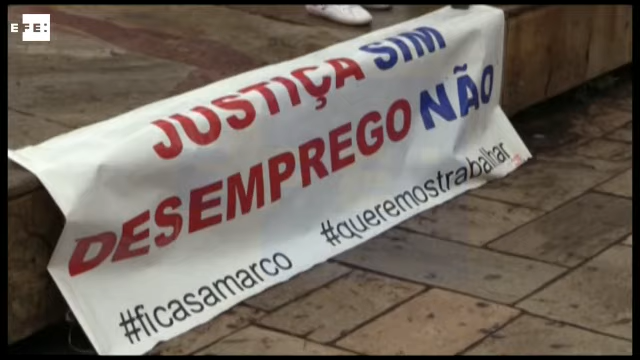 EFE:
JUSTIÇA SIM
DESEMPREGO NÃO
#ficasamarco #queremostrabalhar